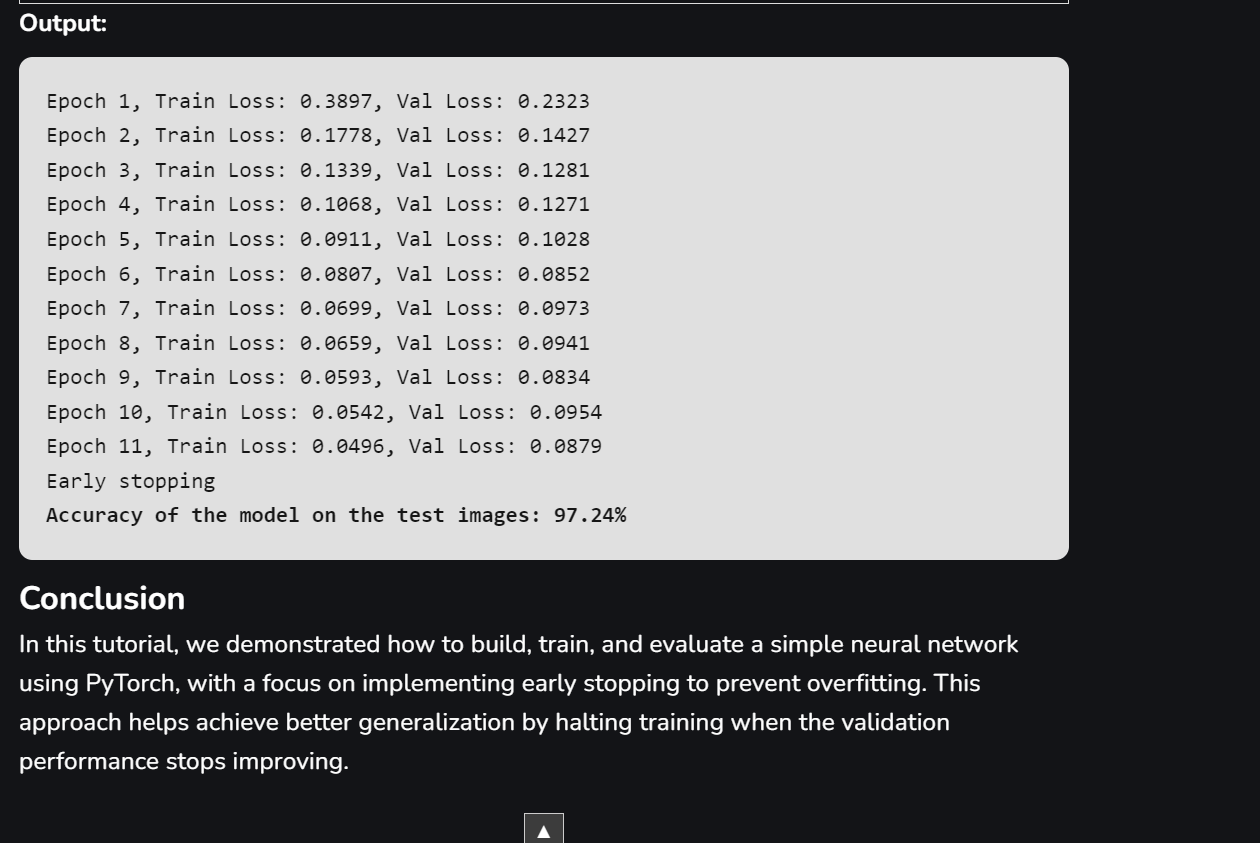 Output:
Epoch 1, Train Loss: 0.3897, Val Loss: 0.2323
Epoch 2, Train Loss: 0.1778, Val Loss: 0.1427
Epoch 3, Train Loss: 0.1339, Val Loss: 0.1281
Epoch 4, Train Loss: 0.1068, Val Loss: 0.1271
Epoch 5, Train Loss: 0.0911, Val Loss: 0.1028
Epoch 6, Train Loss: 0.0807, Val Loss: 0.0852
Epoch 7, Train Loss: 0.0699, Val Loss: 0.0973
Epoch 8, Train Loss: 0.0659, Val Loss: 0.0941
Epoch 9, Train Loss: 0.0593, Val Loss: 0.0834
Epoch 10, Train Loss: 0.0542, Val Loss: 0.0954
Epoch 11, Train Loss: 0.0496, Val Loss: 0.0879
Early stopping
Accuracy of the model on the test images: 97.24%
Conclusion
In this tutorial, we demonstrated how to build, train, and evaluate a simple neural network
using PyTorch, with a focus on implementing early stopping to prevent overfitting. This
approach helps achieve better generalization by halting training when the validation
performance stops improving.